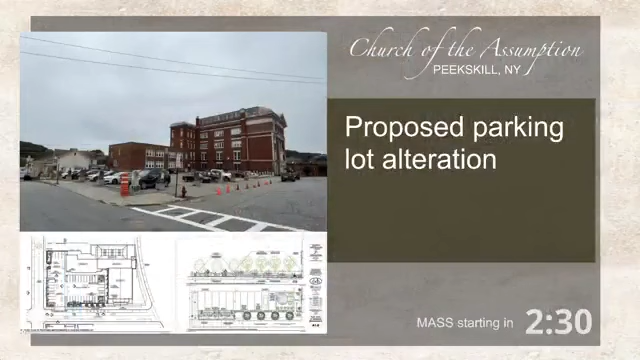 Church of the Assumption
PEEKSKILL, NY
Proposed parking
lot alteration
MASS starting in 2:30